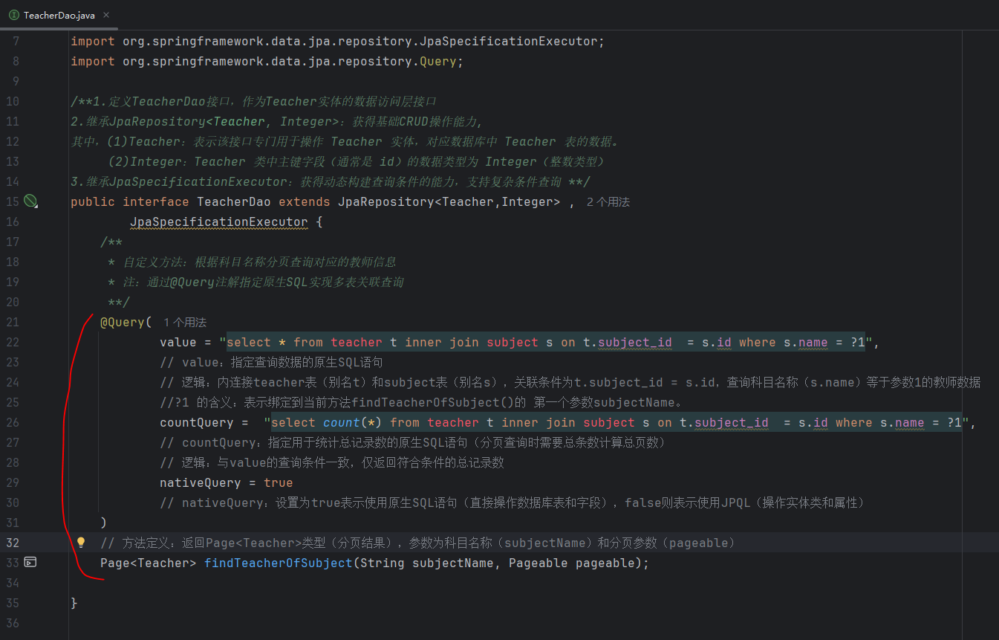 TeacherDao.java
7 import org.springframework.data.jpa.repository.JpaSpecificationExecutor;
8 import org.springframework.data.jpa.repository.Query;
9
10 /**1.定义TeacherDao接口，作为Teacher实体的数据访问层接口
11 2.继承JpaRepository<Teacher, Integer>：获得基础CRUD操作能力，
12 其中，(1)Teacher：表示该接口专门用于操作 Teacher 实体，对应数据库中 Teacher 表的数据。
13 (2)Integer：Teacher 类中主键字段（通常是 id）的数据类型为 Integer（整数类型）
14 3.继承JpaSpecificationExecutor：获得动态构建查询条件的能力，支持复杂条件查询 **/
15 public interface TeacherDao extends JpaRepository<Teacher,Integer> , 2 个用法
16 JpaSpecificationExecutor {
17 /**
18 * 自定义方法：根据科目名称分页查询对应的教师信息
19 * 注：通过@Query注解指定原生SQL实现多表关联查询
20 **/
21 @Query( 1 个用法
22 value = "select * from teacher t inner join subject s on t.subject_id  = s.id where s.name = ?1",
23 // value：指定查询数据的原生SQL语句
24 // 逻辑：内连接teacher表（别名t）和subject表（别名s），关联条件为t.subject_id = s.id，查询科目名称（s.name）等于参数1的教师数据
25 //?1 的含义：表示绑定到当前方法findTeacherOfSubject()的 第一个参数subjectName。
26 countQuery =  "select count(*) from teacher t inner join subject s on t.subject_id  = s.id where s.name = ?1",
27 // countQuery：指定用于统计总记录数的原生SQL语句（分页查询时需要总条数计算总页数）
28 // 逻辑：与value的查询条件一致，仅返回符合条件的总记录数
29 nativeQuery = true
30 // nativeQuery：设置为true表示使用原生SQL语句（直接操作数据库表和字段），false则表示使用JPQL（操作实体类和属性）
31 )
32 // 方法定义：返回Page<Teacher>类型（分页结果），参数为科目名称（subjectName）和分页参数（pageable）
33 Page<Teacher> findTeacherOfSubject(String subjectName, Pageable pageable);
34
35 }
36